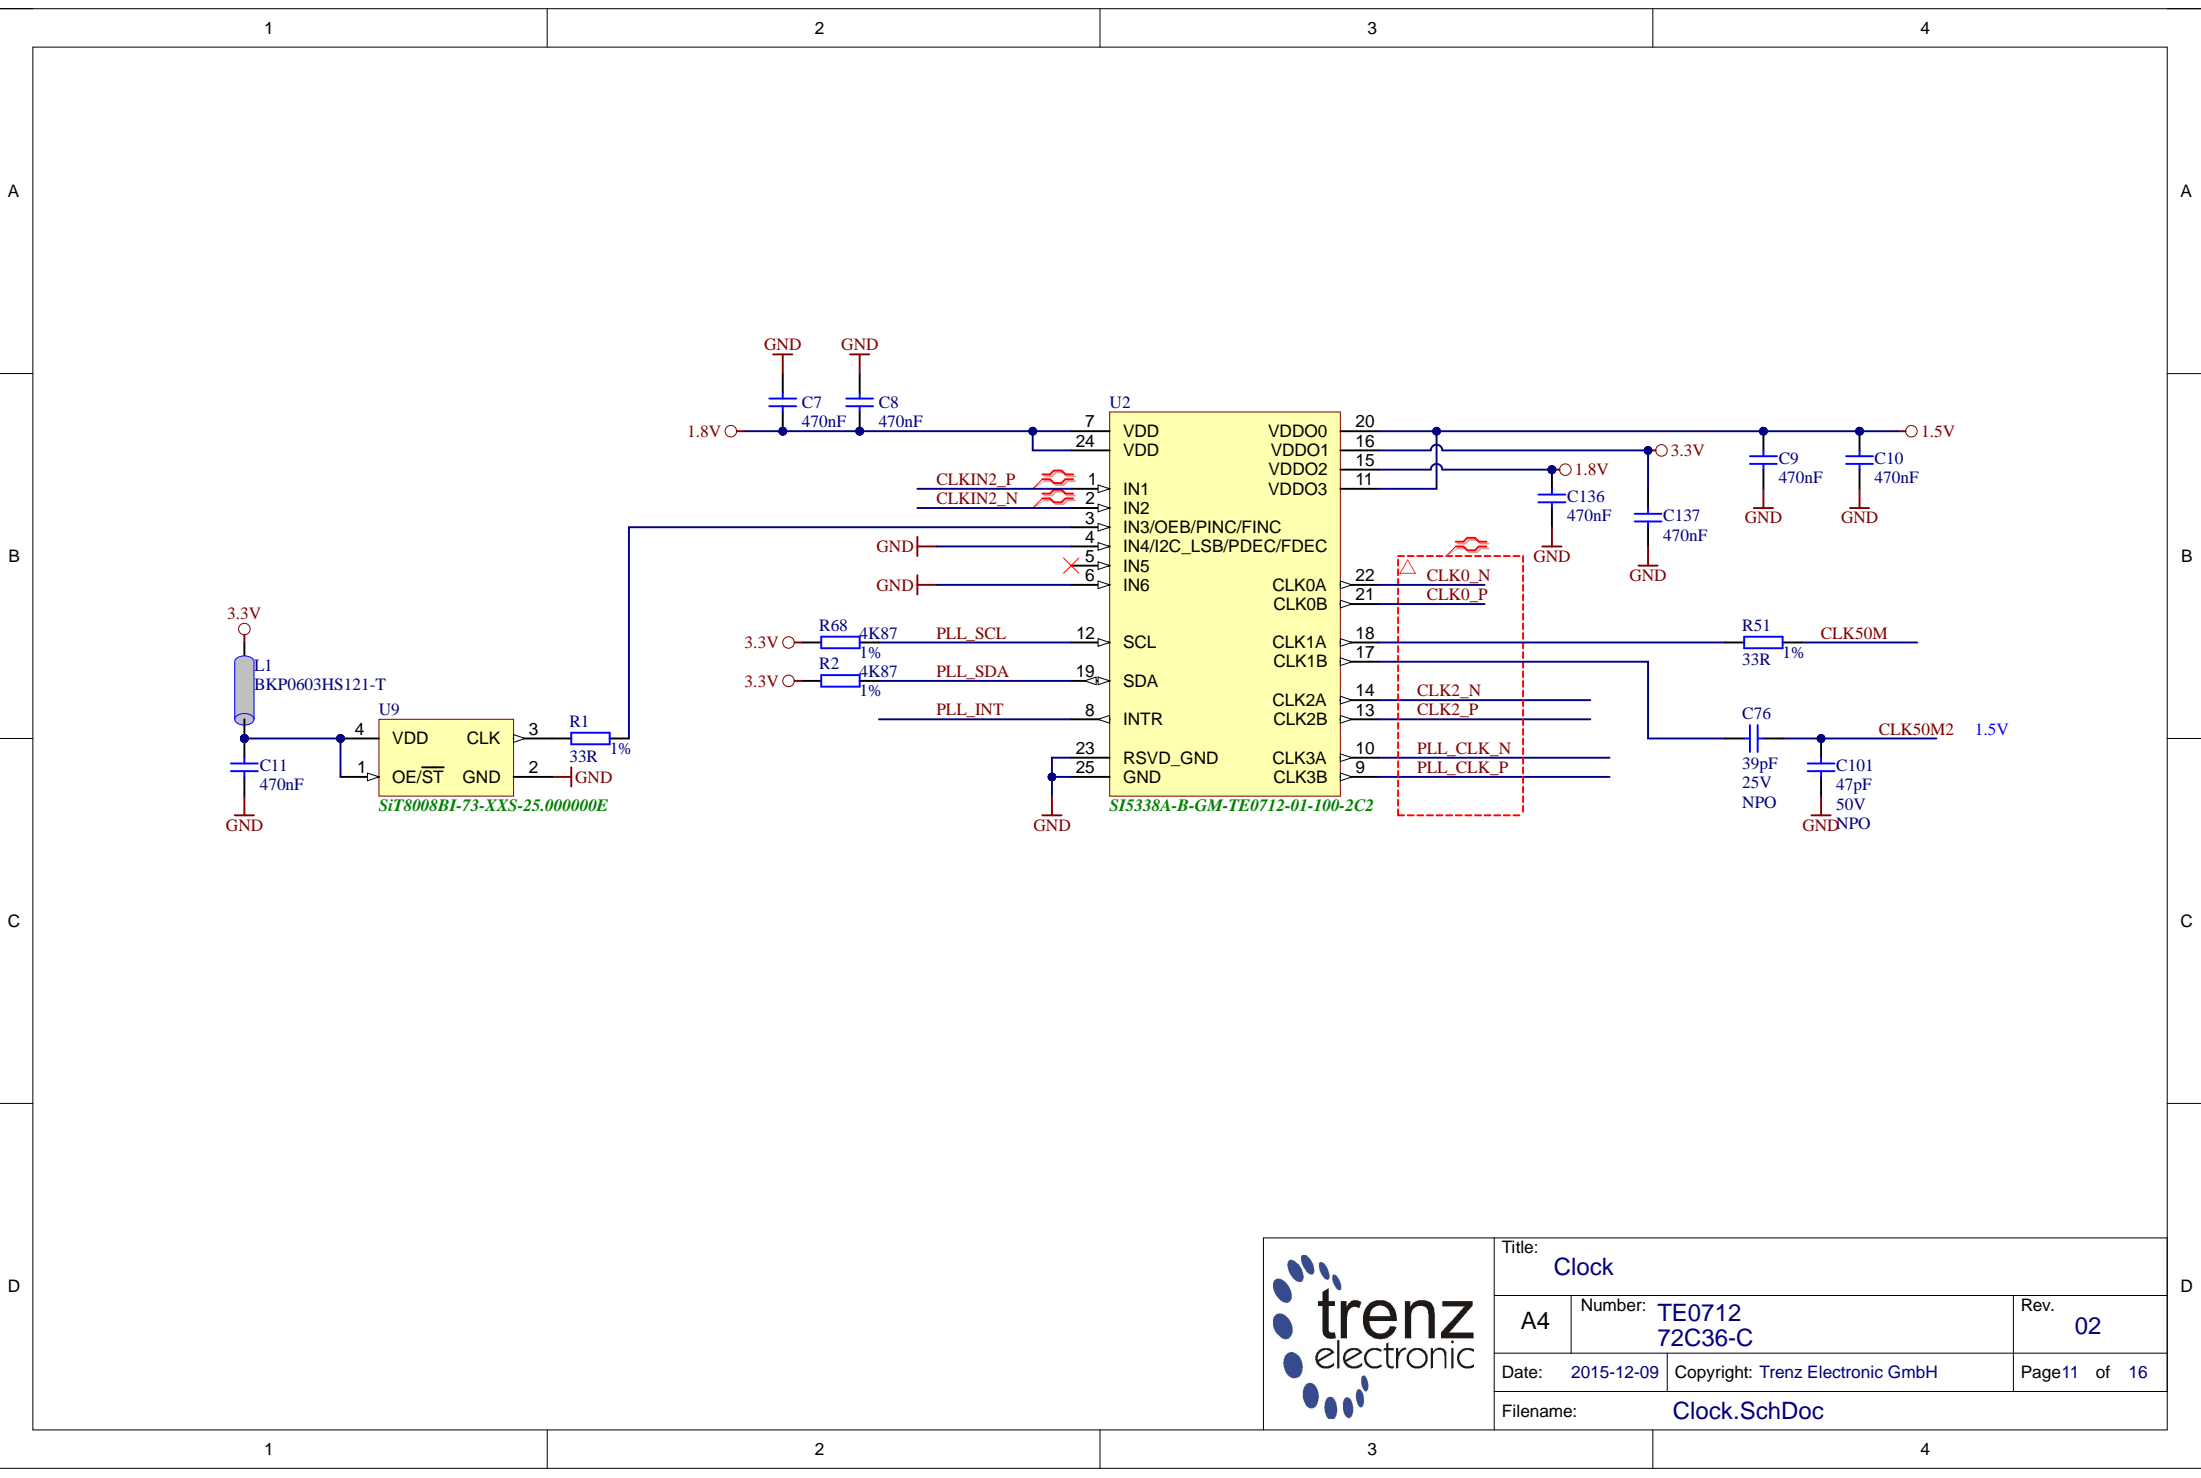 1 2 3 4
A A
B B
C C
D D
GND GND
C7
470nF
C8
470nF
1.8V
U2
7 VDD
24 VDD
CLKIN2_P 1 IN1
CLKIN2_N 2 IN2
3 IN3/OEB/PINC/FINC
GND 4 IN4/I2C_LSB/PDEC/FDEC
5 IN5
GND 6 IN6
3.3V R68 4K87 1% PLL_SCL 12 SCL
3.3V R2 4K87 1% PLL_SDA 19 SDA
PLL_INT 8 INTR
23 RSVD_GND
25 GND
GND
VDDO0 20
VDDO1 16
VDDO2 15
VDDO3 11
CLK0A 22 CLK0_N
CLK0B 21 CLK0_P
CLK1A 18
CLK1B 17
CLK2A 14 CLK2_N
CLK2B 13 CLK2_P
CLK3A 10 PLL_CLK_N
CLK3B 9 PLL_CLK_P
SI5338A-B-GM-TE0712-01-100-2C2
1.5V
3.3V
1.8V
C9
470nF
GND
C10
470nF
GND
C136
470nF
GND
C137
470nF
GND
R51
33R 1%
CLK50M
C76
39pF
25V
NPO
CLK50M2 1.5V
C101
47pF
50V
NPO
GND
3.3V
L1
BKP0603HS121-T
C11
470nF
GND
U9
4 VDD CLK 3
1 OE/ST GND 2
GND
SiT8008BI-73-XXS-25.000000E
R1
33R 1%
trenz
electronic
Title:
Clock
A4 Number: TE0712
72C36-C
Rev.
02
Date: 2015-12-09 Copyright: Trenz Electronic GmbH Page11 of 16
Filename: Clock.SchDoc
1 2 3 4